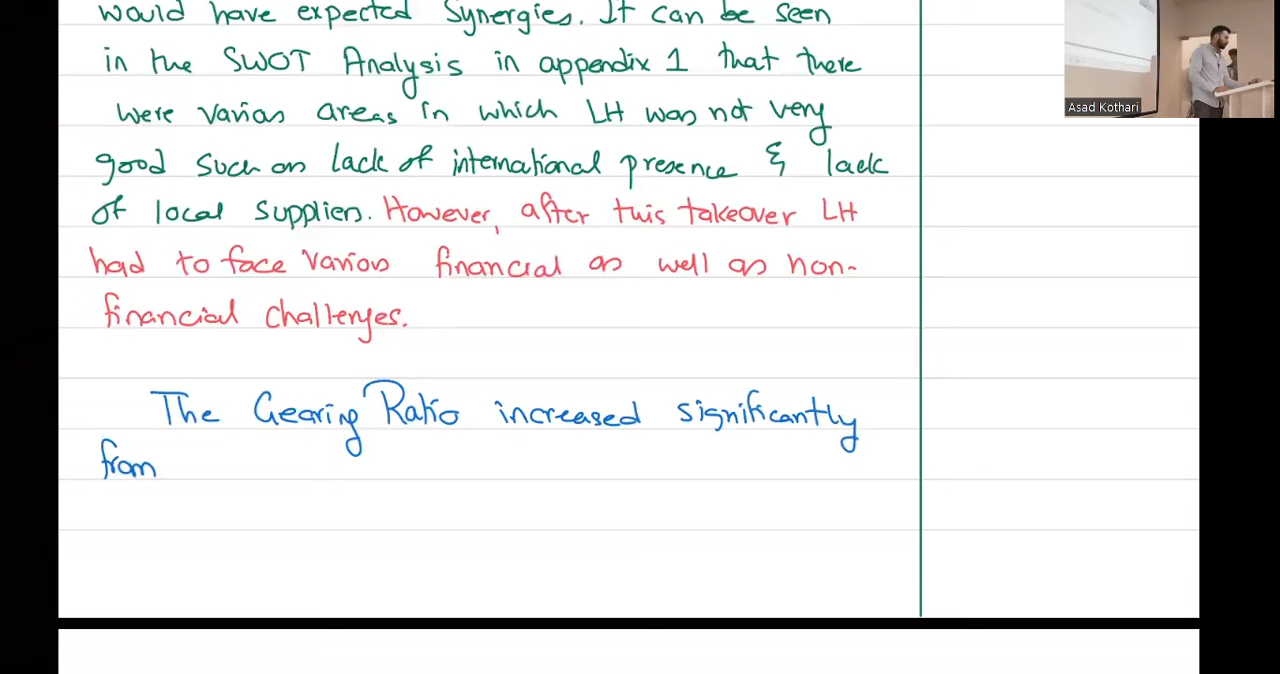 would have expected Synergies. It can be seen
in the SWOT Analysis in appendix 1 that there
were various areas in which LH was not very
good such as lack of international presence & lack
of local suppliers. However, after this takeover LH
had to face various financial as well as non-
financial challenges.
The Gearing Ratio increased significantly
from
Asad Kothari